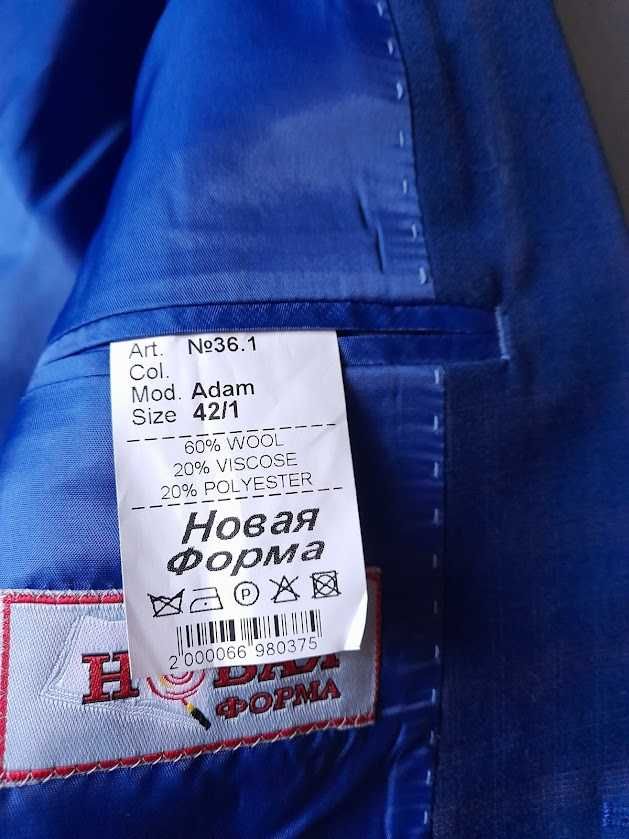 Art. №36.1
Col.
Mod. Adam
Size 42/1
60% WOOL
20% VISCOSE
20% POLYESTER
Новая
Форма
P
2 000066 980375
НОВАЯ
ФОРМА